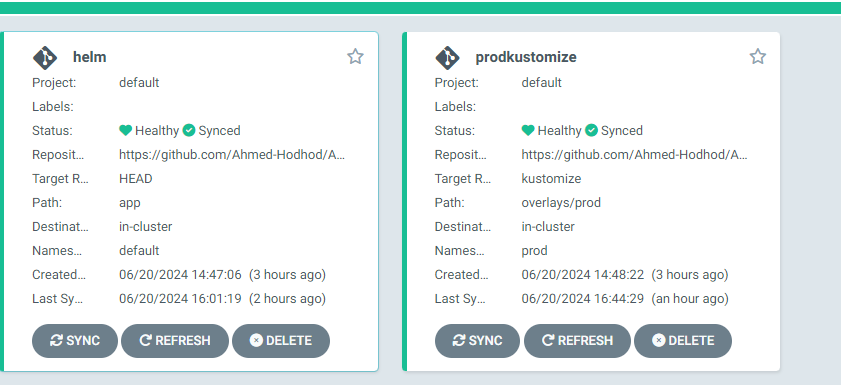 helm
Project: default
Labels:
Status: Healthy Synced
Reposit... https://github.com/Ahmed-Hodhod/A...
Target R... HEAD
Path: app
Destinat... in-cluster
Names... default
Created... 06/20/2024 14:47:06 (3 hours ago)
Last Sy... 06/20/2024 16:01:19 (2 hours ago)
SYNC REFRESH DELETE
prodkustomize
Project: default
Labels:
Status: Healthy Synced
Reposit... https://github.com/Ahmed-Hodhod/A...
Target R... kustomize
Path: overlays/prod
Destinat... in-cluster
Names... prod
Created... 06/20/2024 14:48:22 (3 hours ago)
Last Sy... 06/20/2024 16:44:29 (an hour ago)
SYNC REFRESH DELETE